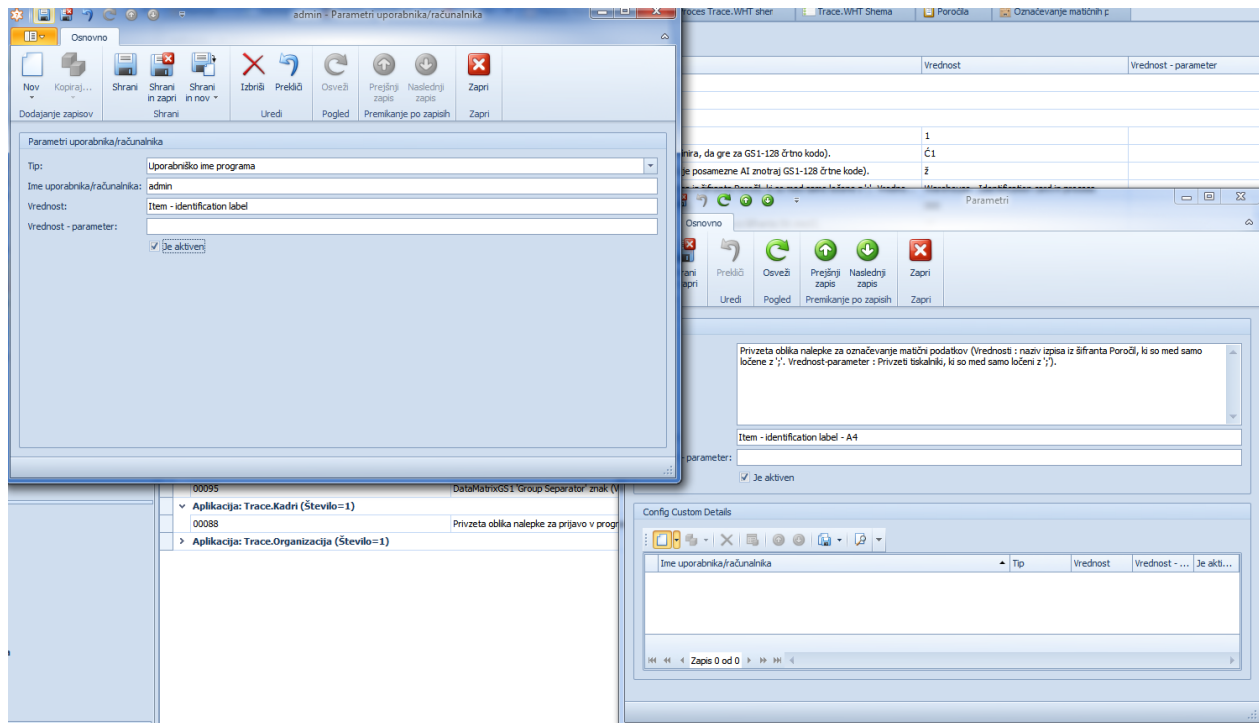 admin - Parametri uporabnika/računalnika
Osnovno
Nov
Kopiraj...
Shrani
Shrani in zapri
Shrani in nov
Izbriši
Prekliči
Osveži
Prejšnji zapis
Naslednji zapis
Zapri
Dodajanje zapisov
Shrani
Uredi
Pogled
Premikanje po zapisih
Zapri
Parametri uporabnika/računalnika
Tip: Uporabniško ime programa
Ime uporabnika/računalnika: admin
Vrednost: Item - identification label
Vrednost - parameter:
Je aktiven
Trace.WHT Shema
Poročila
Označevanje matičnih p
Vrednost
Vrednost - parameter
1
da gre za GS1-128 črtno kodo).
Ć1
posamezne AI znotraj GS1-128 črtne kode).
ž
Parametri
Osnovno
Prekliči
Osveži
Prejšnji zapis
Naslednji zapis
Zapri
Uredi
Pogled
Premikanje po zapisih
Zapri
Privzeta oblika nalepke za označevanje matični podatkov (Vrednosti : naziv izpisa iz šifranta Poročil, ki so med samo
ločene z ';'. Vrednost-parameter : Privzeti tiskalniki, ki so med samo ločeni z ';').
Item - identification label - A4
parameter:
Je aktiven
00095
DataMatrixGS1 'Group Separator' znak (V
Aplikacija: Trace.Kadri (Število=1)
00088
Privzeta oblika nalepke za prijavo v progr
Aplikacija: Trace.Organizacija (Število=1)
Config Custom Details
Ime uporabnika/računalnika
Tip
Vrednost
Vrednost - ...
Je akti...
Zapis 0 od 0